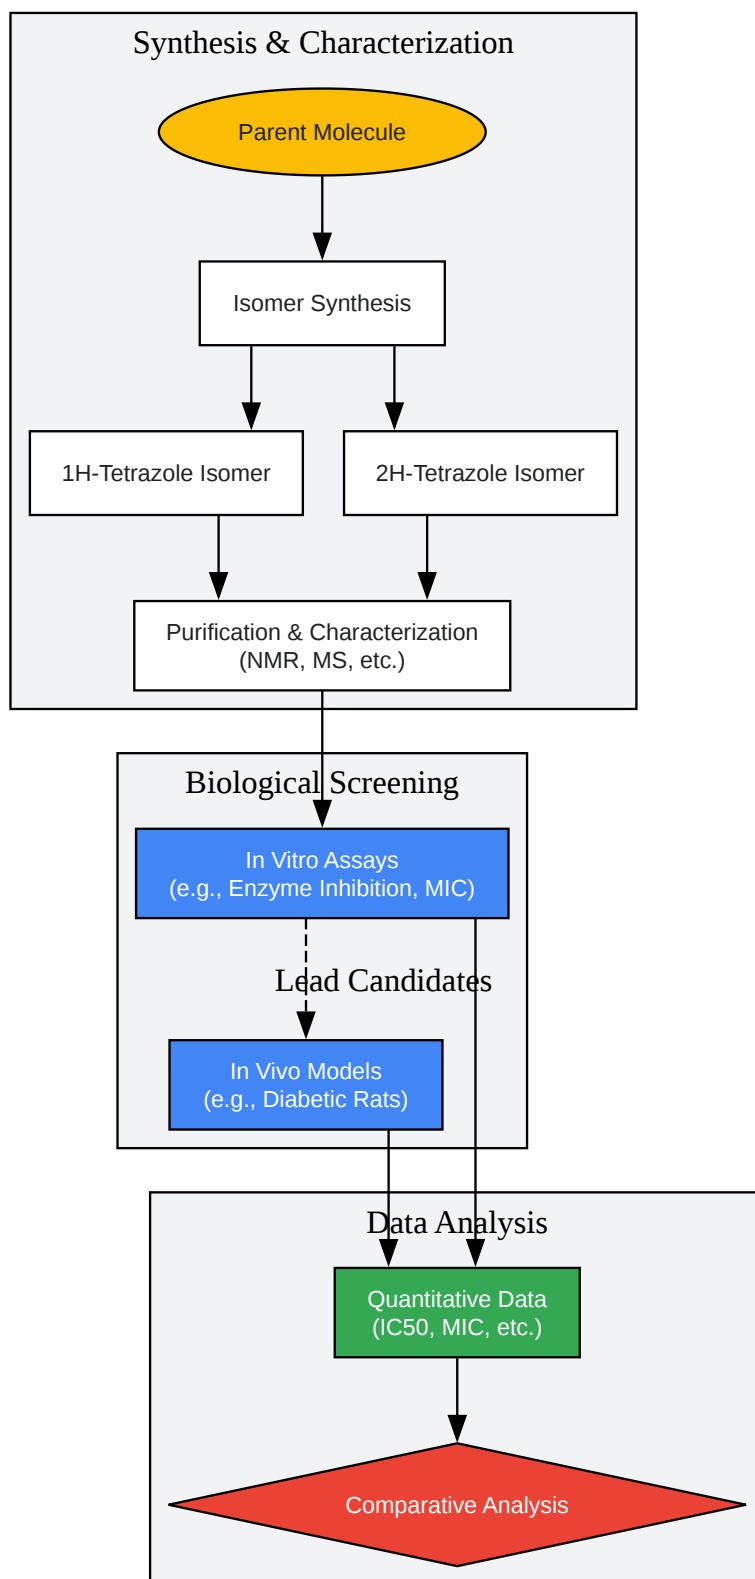 Synthesis & Characterization
Parent Molecule
Isomer Synthesis
1H-Tetrazole Isomer
2H-Tetrazole Isomer
Purification & Characterization
(NMR, MS, etc.)
Biological Screening
In Vitro Assays
(e.g., Enzyme Inhibition, MIC)
Lead Candidates
In Vivo Models
(e.g., Diabetic Rats)
Data Analysis
Quantitative Data
(IC50, MIC, etc.)
Comparative Analysis